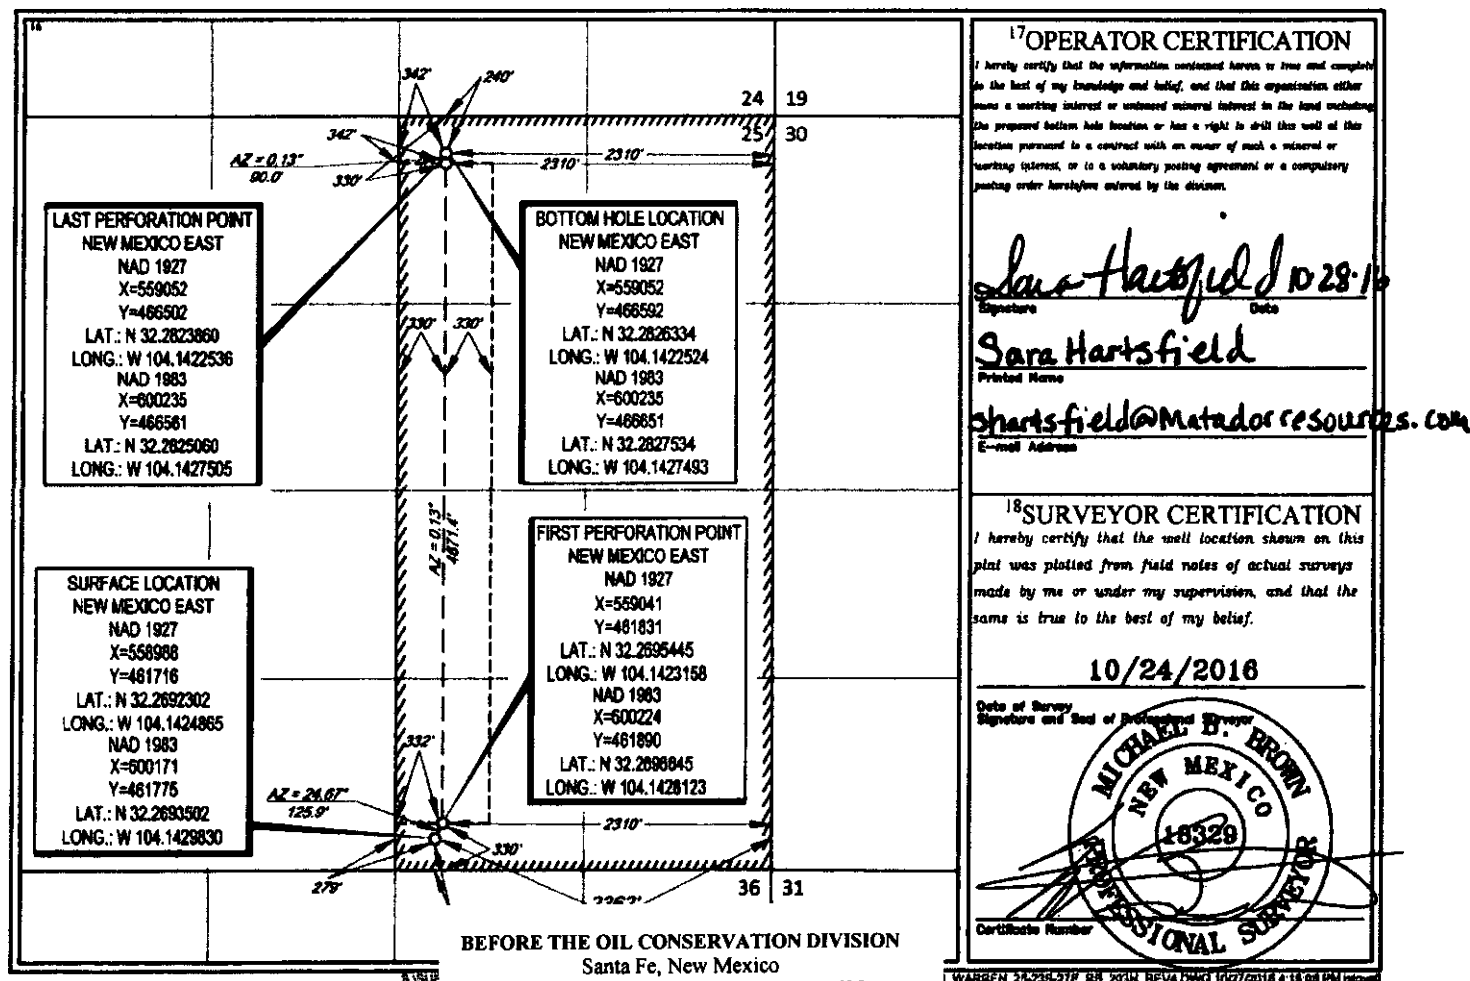 16
342'
240'
24 19
25 30
342'
AZ = 0.13°
90.0'
330'
2310'
2310'
LAST PERFORATION POINT
NEW MEXICO EAST
NAD 1927
X=559052
Y=466502
LAT.: N 32.2823860
LONG.: W 104.1422536
NAD 1983
X=600235
Y=466561
LAT.: N 32.2825060
LONG.: W 104.1427505
BOTTOM HOLE LOCATION
NEW MEXICO EAST
NAD 1927
X=559052
Y=466592
LAT.: N 32.2826334
LONG.: W 104.1422524
NAD 1983
X=600235
Y=466651
LAT.: N 32.2827534
LONG.: W 104.1427493
330' 330'
AZ = 0.13°
4671.4'
SURFACE LOCATION
NEW MEXICO EAST
NAD 1927
X=558988
Y=461716
LAT.: N 32.2692302
LONG.: W 104.1424865
NAD 1983
X=600171
Y=461775
LAT.: N 32.2693502
LONG.: W 104.1429830
FIRST PERFORATION POINT
NEW MEXICO EAST
NAD 1927
X=559041
Y=461831
LAT.: N 32.2695445
LONG.: W 104.1423158
NAD 1983
X=600224
Y=461890
LAT.: N 32.2696645
LONG.: W 104.1428123
332'
AZ = 24.67°
125.9'
2310'
330'
279'
36 31
BEFORE THE OIL CONSERVATION DIVISION
Santa Fe, New Mexico
17 OPERATOR CERTIFICATION
I hereby certify that the information contained herein is true and complete
to the best of my knowledge and belief, and that this organization either
owns a working interest or unleased mineral interest in the land including
the proposed bottom hole location or has a right to drill this well at this
location pursuant to a contract with an owner of such a mineral or
working interest, or to a voluntary pooling agreement or a compulsory
pooling order heretofore entered by the division.
Sara Hartsfield 10-28-16
Signature Date
Sara Hartsfield
Printed Name
shartsfield@Matadorresources.com
E-mail Address
18 SURVEYOR CERTIFICATION
I hereby certify that the well location shown on this
plat was plotted from field notes of actual surveys
made by me or under my supervision, and that the
same is true to the best of my belief.
10/24/2016
Date of Survey
Signature and Seal of Professional Surveyor
MICHAEL B. BROWN
NEW MEXICO
18329
PROFESSIONAL SURVEYOR
Certificate Number